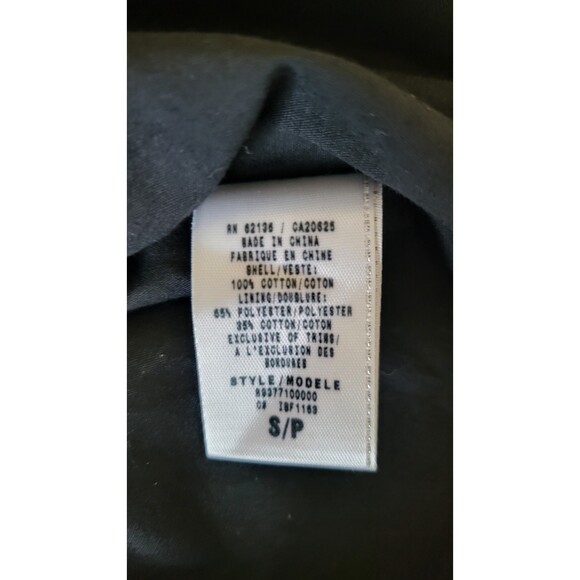 RN 62136 / CA20625
MADE IN CHINA
FABRIQUE EN CHINE
SHELL/VESTE:
100% COTTON/COTON
LINING/DOUBLURE:
65% POLYESTER/POLYESTER
35% COTTON/COTON
EXCLUSIVE OF TRIMS/
A L'EXCLUSION DES
BORDURES
STYLE/MODELE
R9377100000
C# IBF1163
S/P